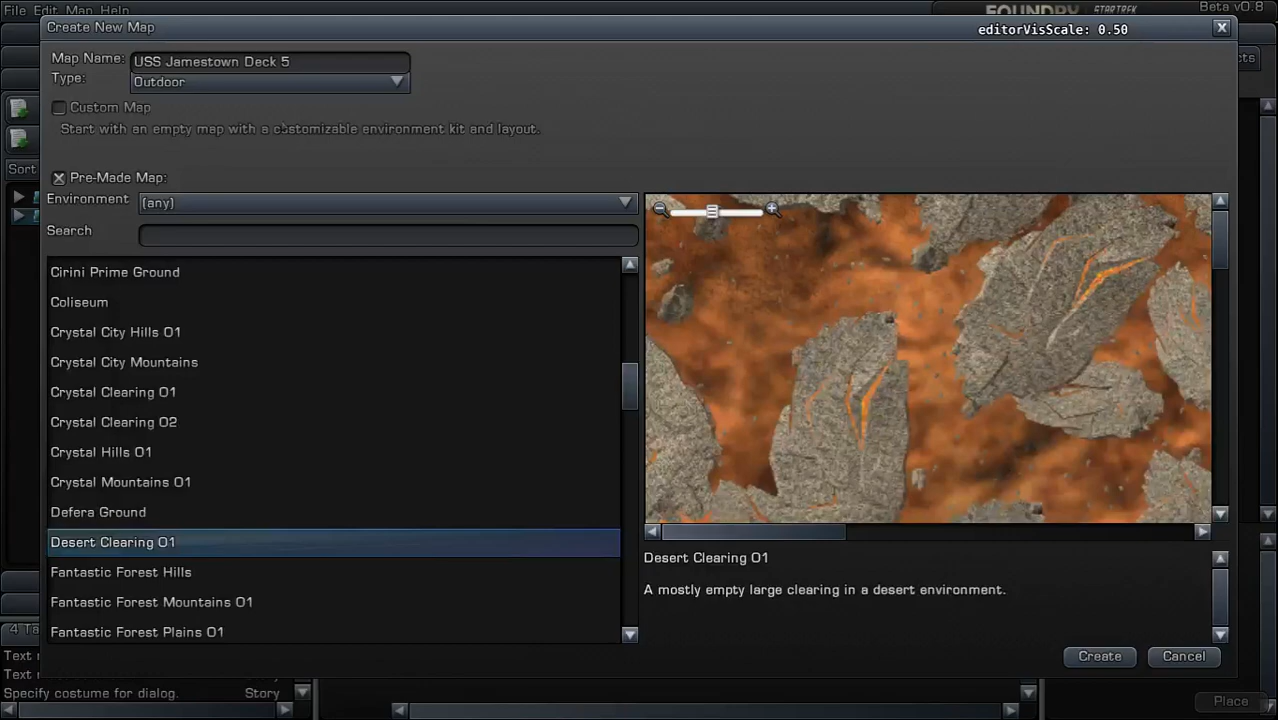 File Edit Map Help
FOUNDRY STAR TREK
Beta v0.8
Create New Map
editorVisScale: 0.50
Map Name: USS Jamestown Deck 5
Type: Outdoor
Custom Map
Start with an empty map with a customizable environment kit and layout.
Pre-Made Map:
Sort
Environment (any)
Search
Cirini Prime Ground
Coliseum
Crystal City Hills 01
Crystal City Mountains
Crystal Clearing 01
Crystal Clearing 02
Crystal Hills 01
Crystal Mountains 01
Defera Ground
Desert Clearing 01
Fantastic Forest Hills
Fantastic Forest Mountains 01
Fantastic Forest Plains 01
Desert Clearing 01
A mostly empty large clearing in a desert environment.
Create
Cancel
Specify costume for dialog. Story
Place